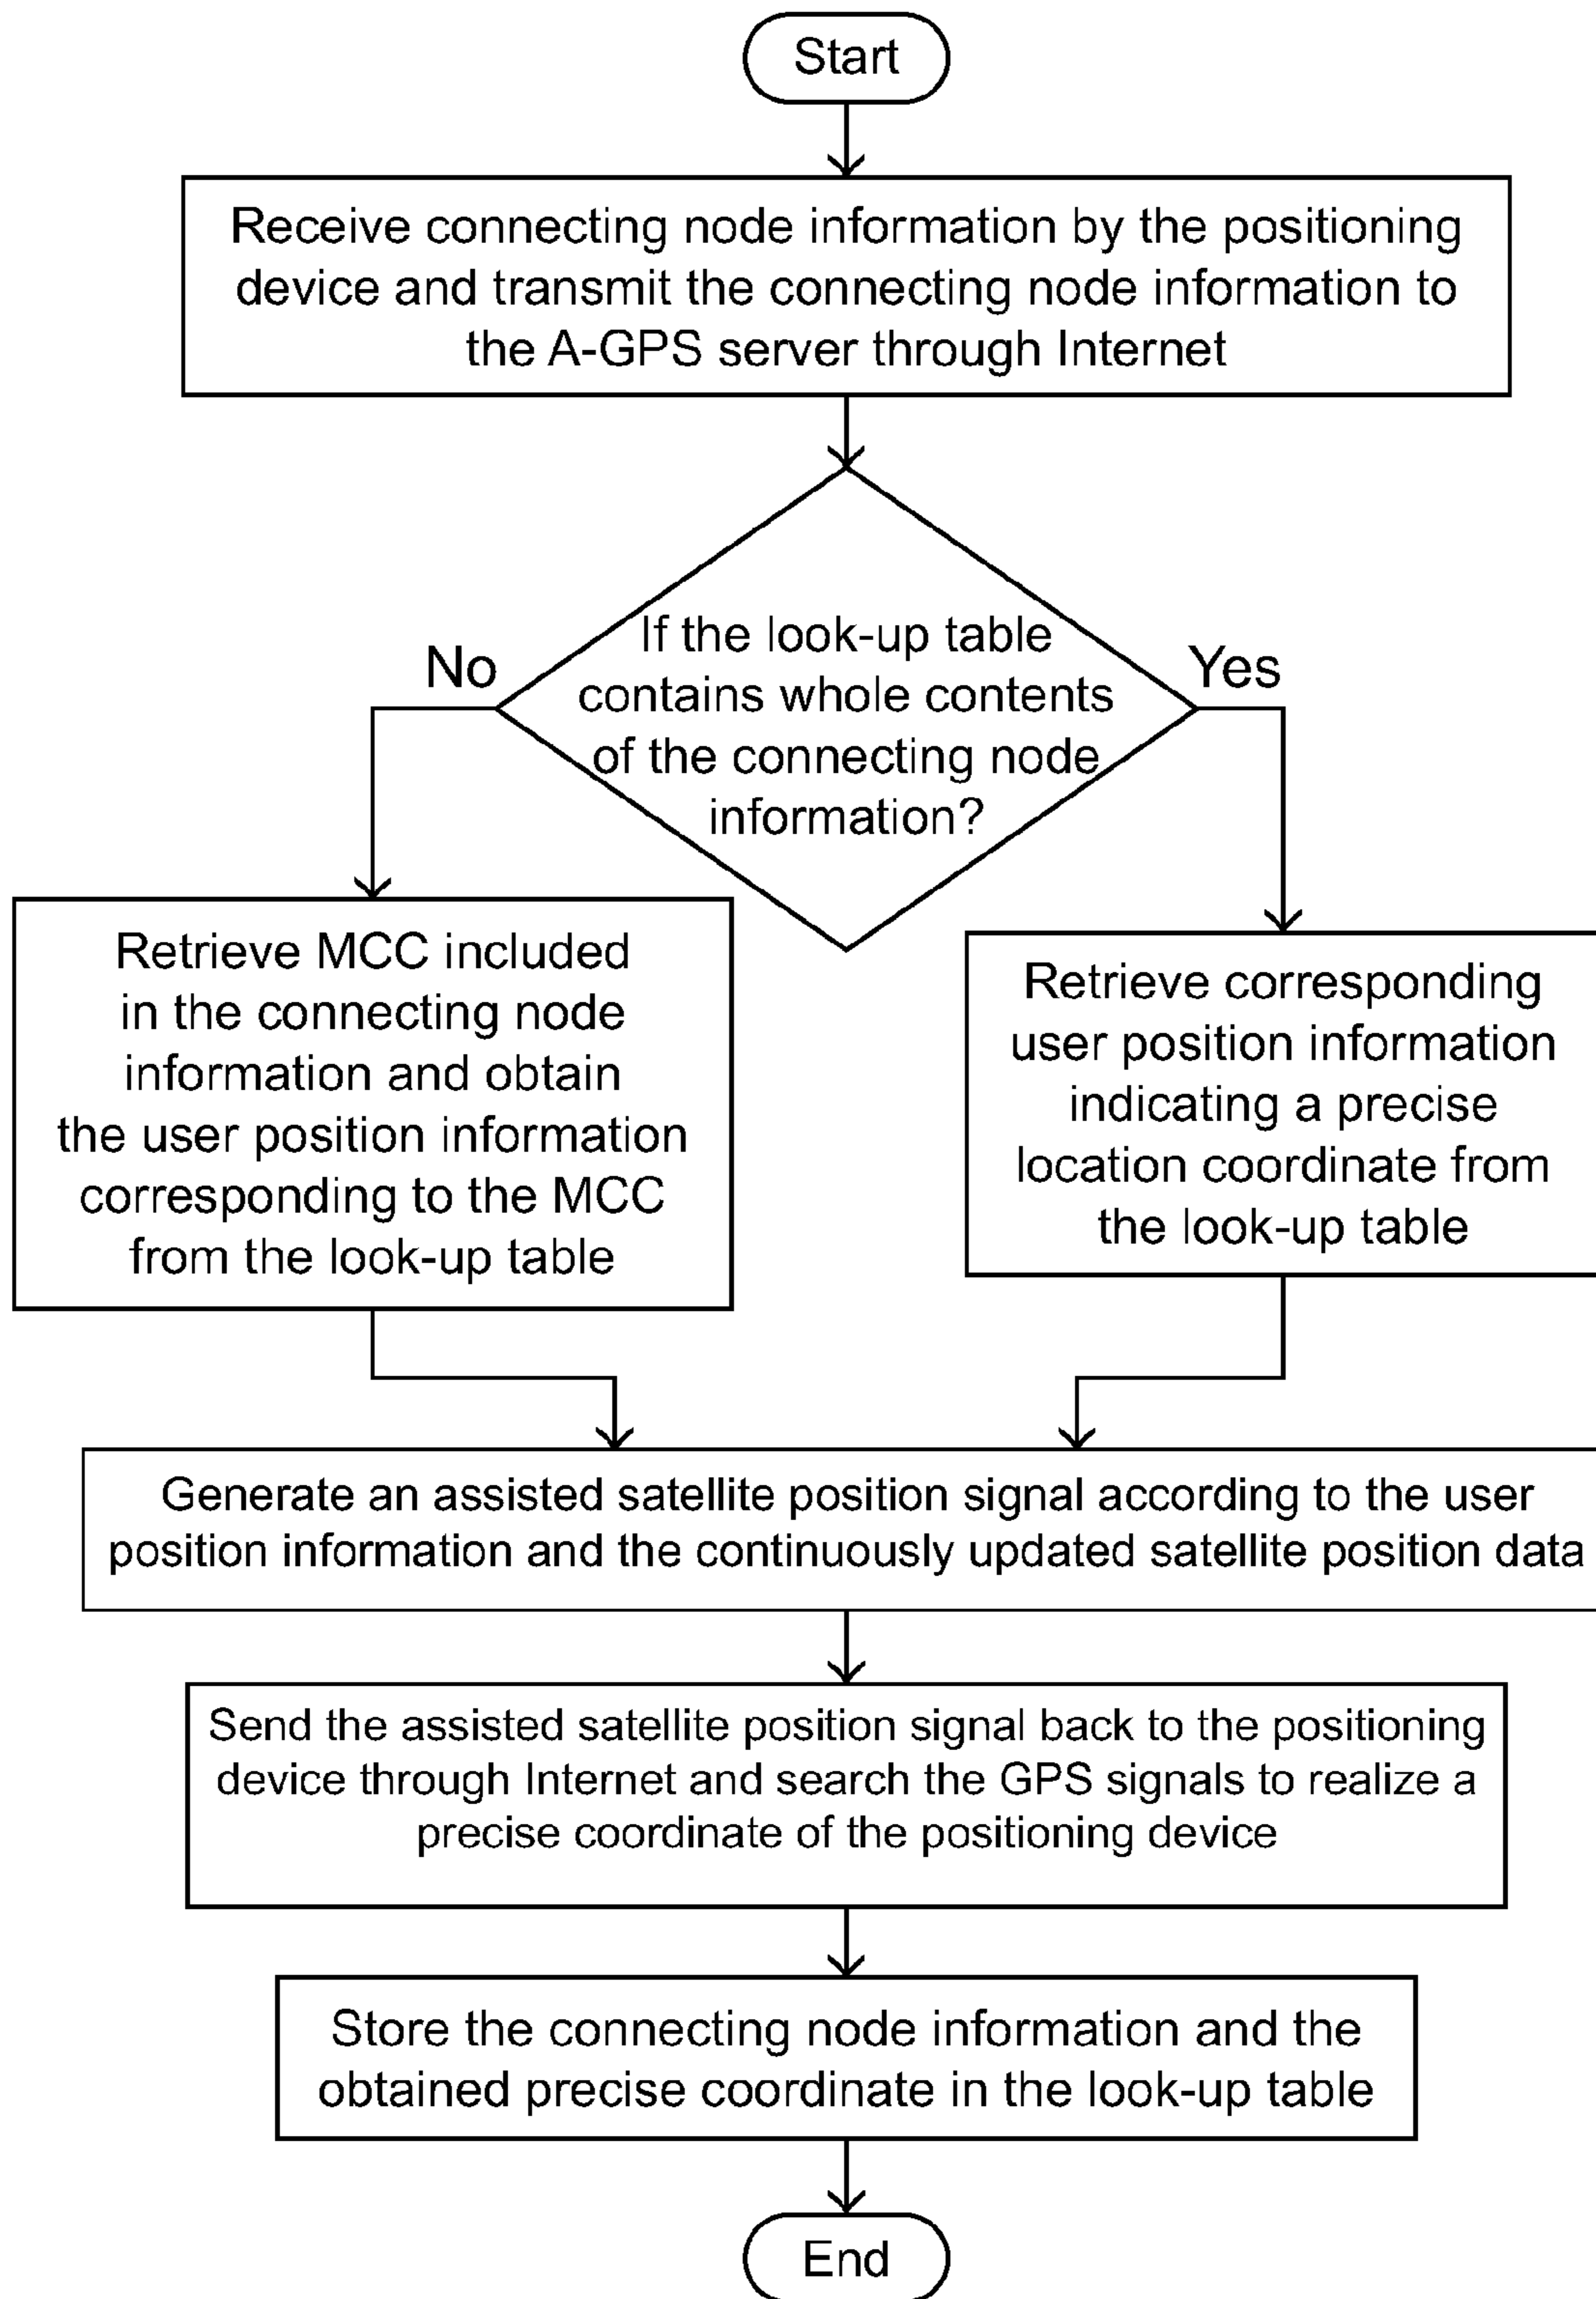 Start
Receive connecting node information by the positioning
device and transmit the connecting node information to
the A-GPS server through Internet
If the look-up table
contains whole contents
of the connecting node
information?
No
Yes
Retrieve MCC included
in the connecting node
information and obtain
the user position information
corresponding to the MCC
from the look-up table
Retrieve corresponding
user position information
indicating a precise
location coordinate from
the look-up table
Generate an assisted satellite position signal according to the user
position information and the continuously updated satellite position data
Send the assisted satellite position signal back to the positioning
device through Internet and search the GPS signals to realize a
precise coordinate of the positioning device
Store the connecting node information and the
obtained precise coordinate in the look-up table
End